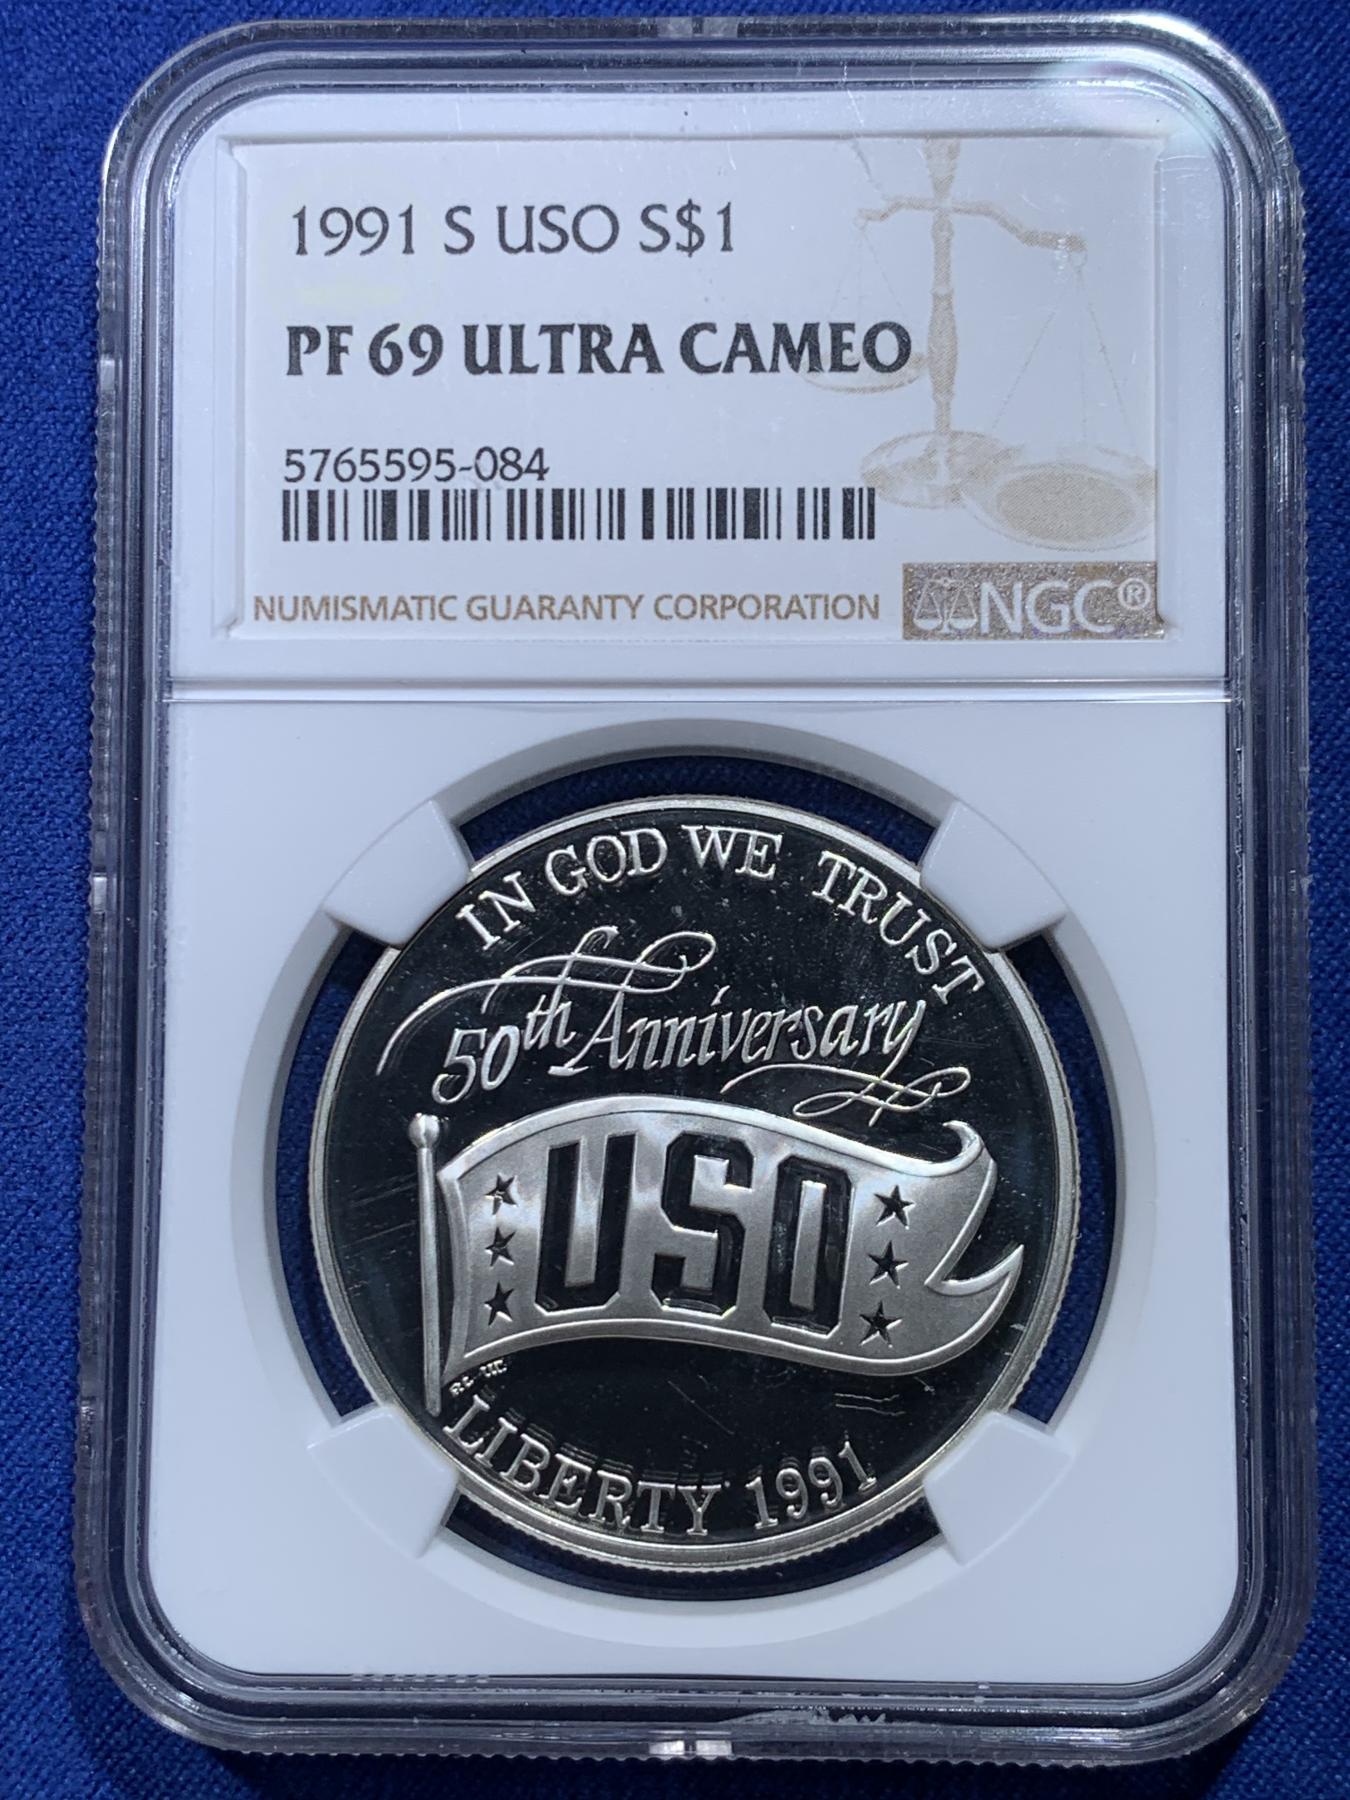 1991 S USO S$1
PF 69 ULTRA CAMEO
5765595-084
NUMISMATIC GUARANTY CORPORATION
NGC®
IN GOD WE TRUST
50th Anniversary
USO
LIBERTY 1991